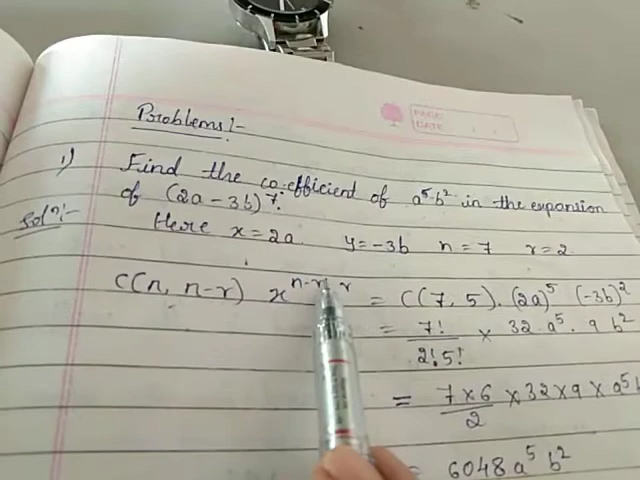 PAGE:
DATE:
Problems:-
1) Find the co-efficient of a⁵b² in the expantion
of (2a - 3b)⁷:
Solⁿ:- Here x = 2a y = -3b n = 7 r = 2
C(n, n-r) x^(n-r) r = C(7, 5) . (2a)⁵ (-3b)²
= 7!/2!5! × 32 a⁵ . 9 b²
= 7×6/2 × 32 × 9 × a⁵ b
= 6048 a⁵ b²